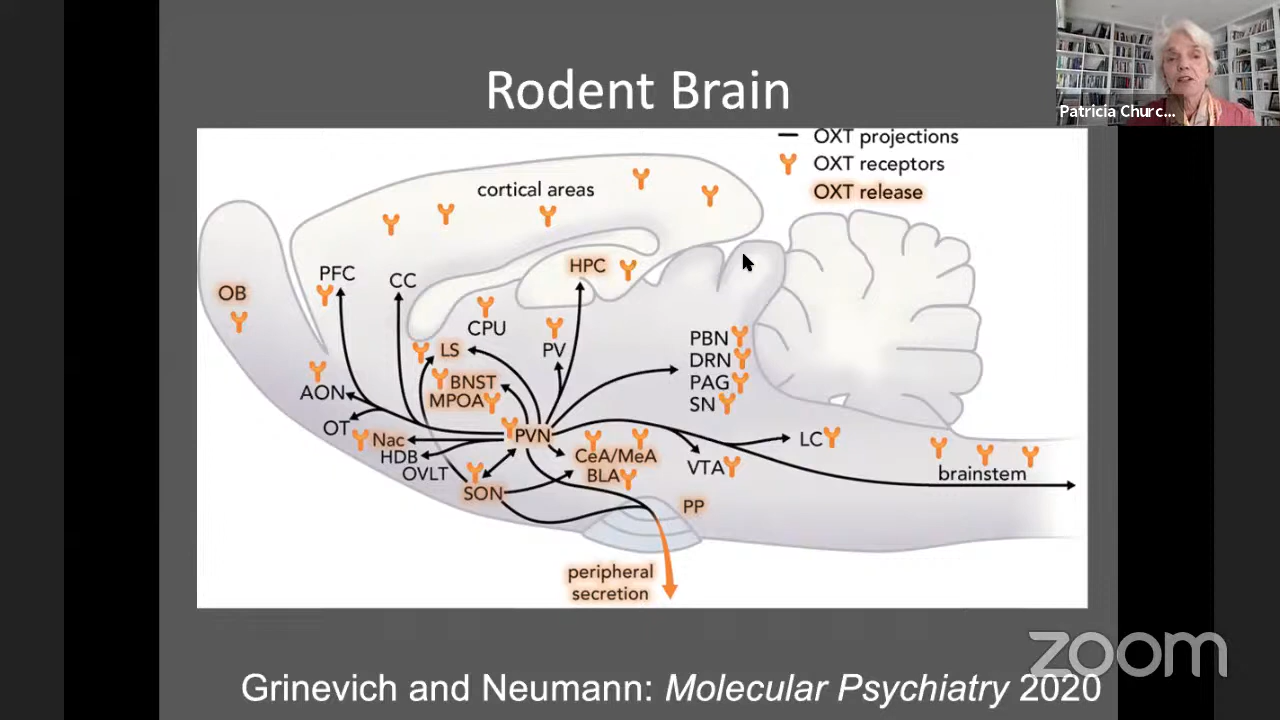 Rodent Brain
Patricia Churc...
OXT projections
OXT receptors
OXT release
cortical areas
OB
PFC
CC
HPC
CPU
PV
LS
BNST
MPOA
AON
OT
Nac
HDB
OVLT
PVN
SON
CeA/MeA
BLA
PBN
DRN
PAG
SN
LC
VTA
brainstem
PP
peripheral
secretion
zoom
Grinevich and Neumann: Molecular Psychiatry 2020